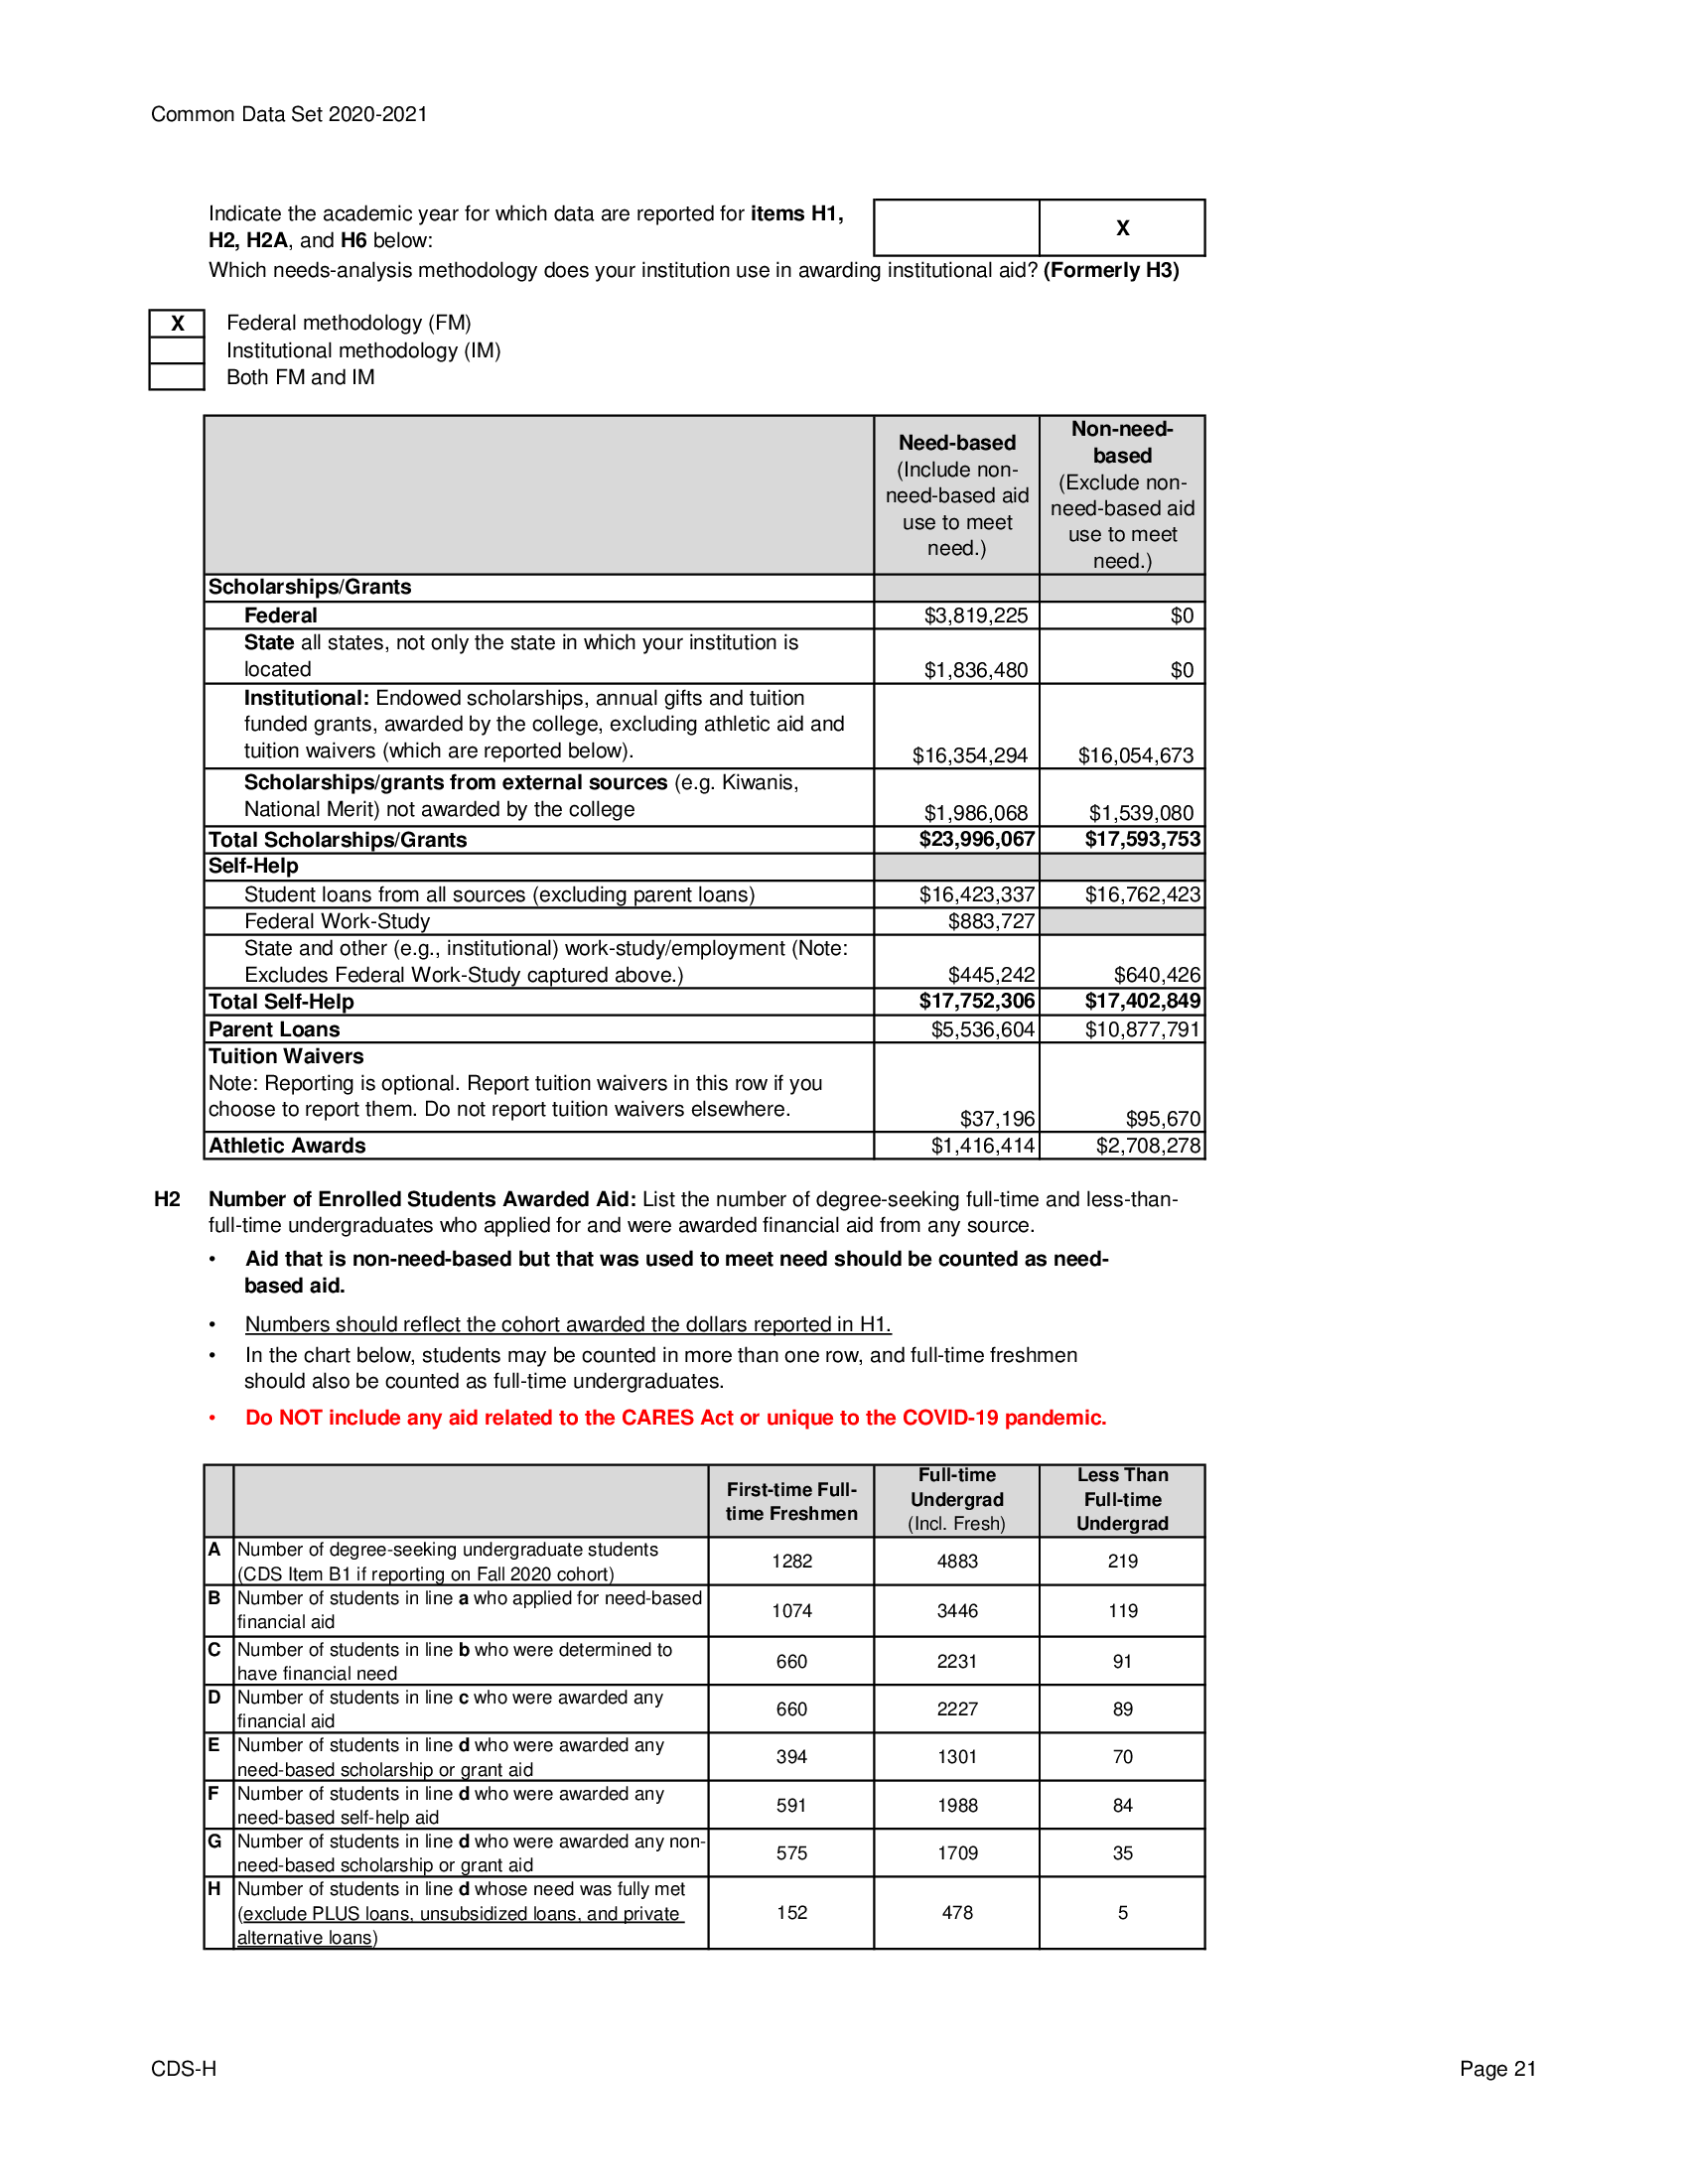 Common Data Set 2020-2021
Indicate the academic year for which data are reported for items H1,
H2, H2A, and H6 below:
X
Which needs-analysis methodology does your institution use in awarding institutional aid? (Formerly H3)
X Federal methodology (FM)
Institutional methodology (IM)
Both FM and IM
Need-based
(Include non-
need-based aid
use to meet
need.)
Non-need-
based
(Exclude non-
need-based aid
use to meet
need.)
Scholarships/Grants
Federal $3,819,225 $0
State all states, not only the state in which your institution is
located $1,836,480 $0
Institutional: Endowed scholarships, annual gifts and tuition
funded grants, awarded by the college, excluding athletic aid and
tuition waivers (which are reported below). $16,354,294 $16,054,673
Scholarships/grants from external sources (e.g. Kiwanis,
National Merit) not awarded by the college $1,986,068 $1,539,080
Total Scholarships/Grants $23,996,067 $17,593,753
Self-Help
Student loans from all sources (excluding parent loans) $16,423,337 $16,762,423
Federal Work-Study $883,727
State and other (e.g., institutional) work-study/employment (Note:
Excludes Federal Work-Study captured above.) $445,242 $640,426
Total Self-Help $17,752,306 $17,402,849
Parent Loans $5,536,604 $10,877,791
Tuition Waivers
Note: Reporting is optional. Report tuition waivers in this row if you
choose to report them. Do not report tuition waivers elsewhere. $37,196 $95,670
Athletic Awards $1,416,414 $2,708,278
H2 Number of Enrolled Students Awarded Aid: List the number of degree-seeking full-time and less-than-
full-time undergraduates who applied for and were awarded financial aid from any source.
• Aid that is non-need-based but that was used to meet need should be counted as need-
based aid.
• Numbers should reflect the cohort awarded the dollars reported in H1.
• In the chart below, students may be counted in more than one row, and full-time freshmen
should also be counted as full-time undergraduates.
• Do NOT include any aid related to the CARES Act or unique to the COVID-19 pandemic.
First-time Full-
time Freshmen
Full-time
Undergrad
(Incl. Fresh)
Less Than
Full-time
Undergrad
A Number of degree-seeking undergraduate students
(CDS Item B1 if reporting on Fall 2020 cohort) 1282 4883 219
B Number of students in line a who applied for need-based
financial aid 1074 3446 119
C Number of students in line b who were determined to
have financial need 660 2231 91
D Number of students in line c who were awarded any
financial aid 660 2227 89
E Number of students in line d who were awarded any
need-based scholarship or grant aid 394 1301 70
F Number of students in line d who were awarded any
need-based self-help aid 591 1988 84
G Number of students in line d who were awarded any non-
need-based scholarship or grant aid 575 1709 35
H Number of students in line d whose need was fully met
(exclude PLUS loans, unsubsidized loans, and private
alternative loans) 152 478 5
CDS-H Page 21